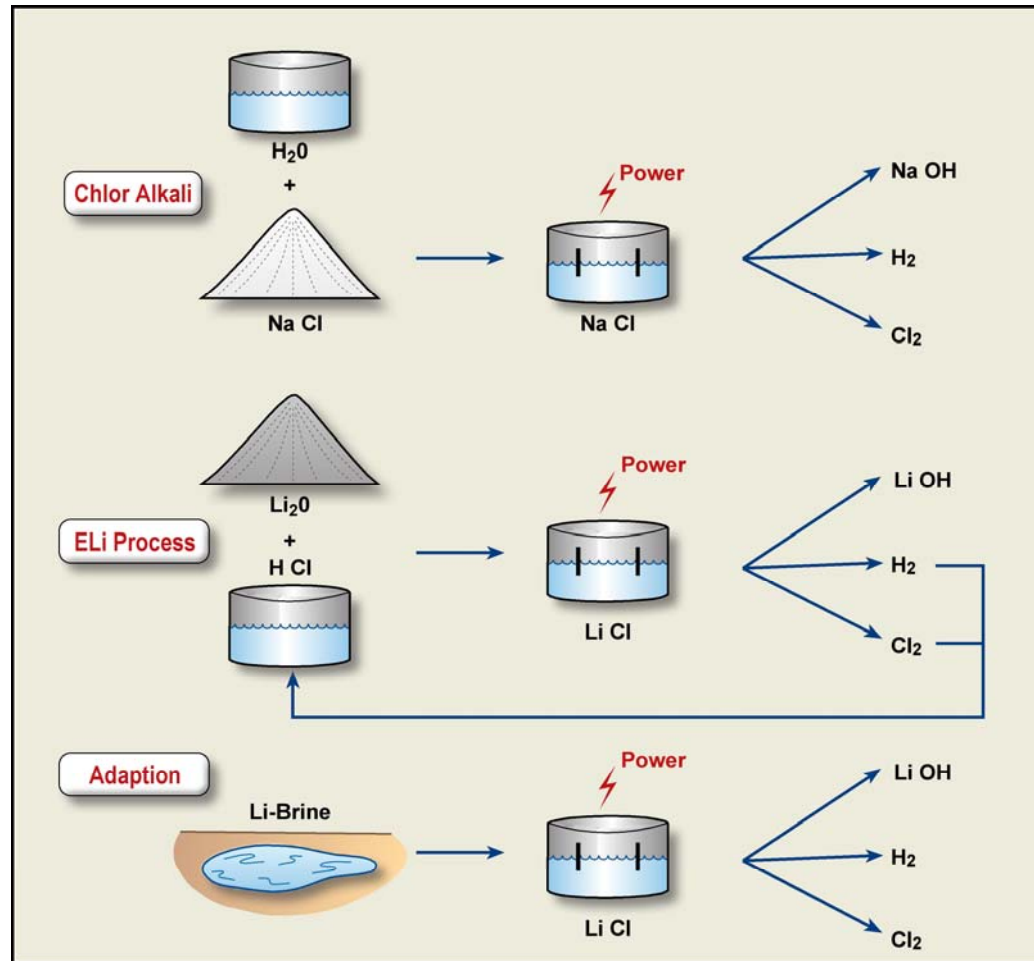 H₂0
Chlor Alkali
+
Na Cl
Power
Na Cl
Na OH
H₂
Cl₂
Li₂0
ELi Process
+
H Cl
Power
Li Cl
Li OH
H₂
Cl₂
Adaption
Li-Brine
Power
Li Cl
Li OH
H₂
Cl₂